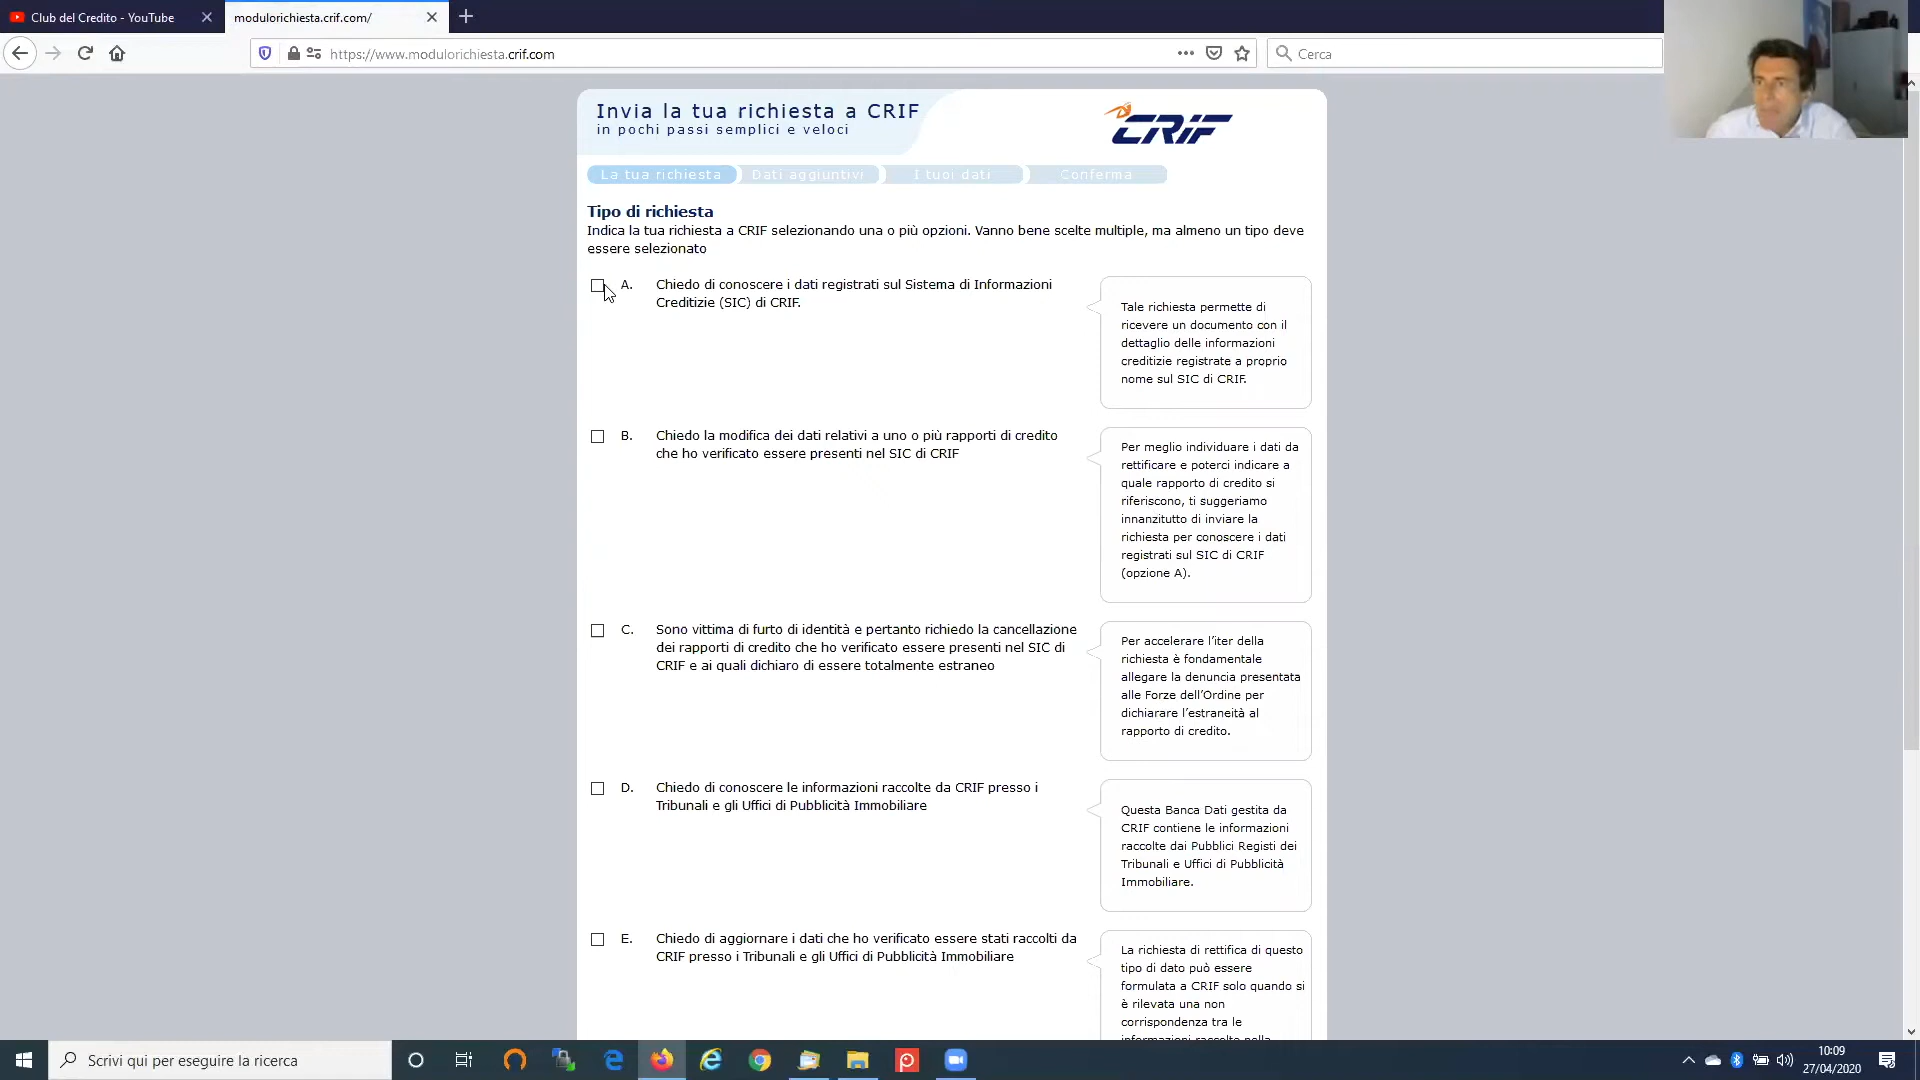 Club del Credito - YouTube
modulorichiesta.crif.com/
https://www.modulorichiesta.crif.com
Cerca
Invia la tua richiesta a CRIF
in pochi passi semplici e veloci
CRIF
La tua richiesta
Dati aggiuntivi
I tuoi dati
Conferma
Tipo di richiesta
Indica la tua richiesta a CRIF selezionando una o più opzioni. Vanno bene scelte multiple, ma almeno un tipo deve
essere selezionato
A. Chiedo di conoscere i dati registrati sul Sistema di Informazioni
Creditizie (SIC) di CRIF.
Tale richiesta permette di
ricevere un documento con il
dettaglio delle informazioni
creditizie registrate a proprio
nome sul SIC di CRIF.
B. Chiedo la modifica dei dati relativi a uno o più rapporti di credito
che ho verificato essere presenti nel SIC di CRIF
Per meglio individuare i dati da
rettificare e poterci indicare a
quale rapporto di credito si
riferiscono, ti suggeriamo
innanzitutto di inviare la
richiesta per conoscere i dati
registrati sul SIC di CRIF
(opzione A).
C. Sono vittima di furto di identità e pertanto richiedo la cancellazione
dei rapporti di credito che ho verificato essere presenti nel SIC di
CRIF e ai quali dichiaro di essere totalmente estraneo
Per accelerare l'iter della
richiesta è fondamentale
allegare la denuncia presentata
alle Forze dell'Ordine per
dichiarare l'estraneità al
rapporto di credito.
D. Chiedo di conoscere le informazioni raccolte da CRIF presso i
Tribunali e gli Uffici di Pubblicità Immobiliare
Questa Banca Dati gestita da
CRIF contiene le informazioni
raccolte dai Pubblici Registi dei
Tribunali e Uffici di Pubblicità
Immobiliare.
E. Chiedo di aggiornare i dati che ho verificato essere stati raccolti da
CRIF presso i Tribunali e gli Uffici di Pubblicità Immobiliare
La richiesta di rettifica di questo
tipo di dato può essere
formulata a CRIF solo quando si
è rilevata una non
corrispondenza tra le
informazioni raccolte nella
Scrivi qui per eseguire la ricerca
10:09
27/04/2020